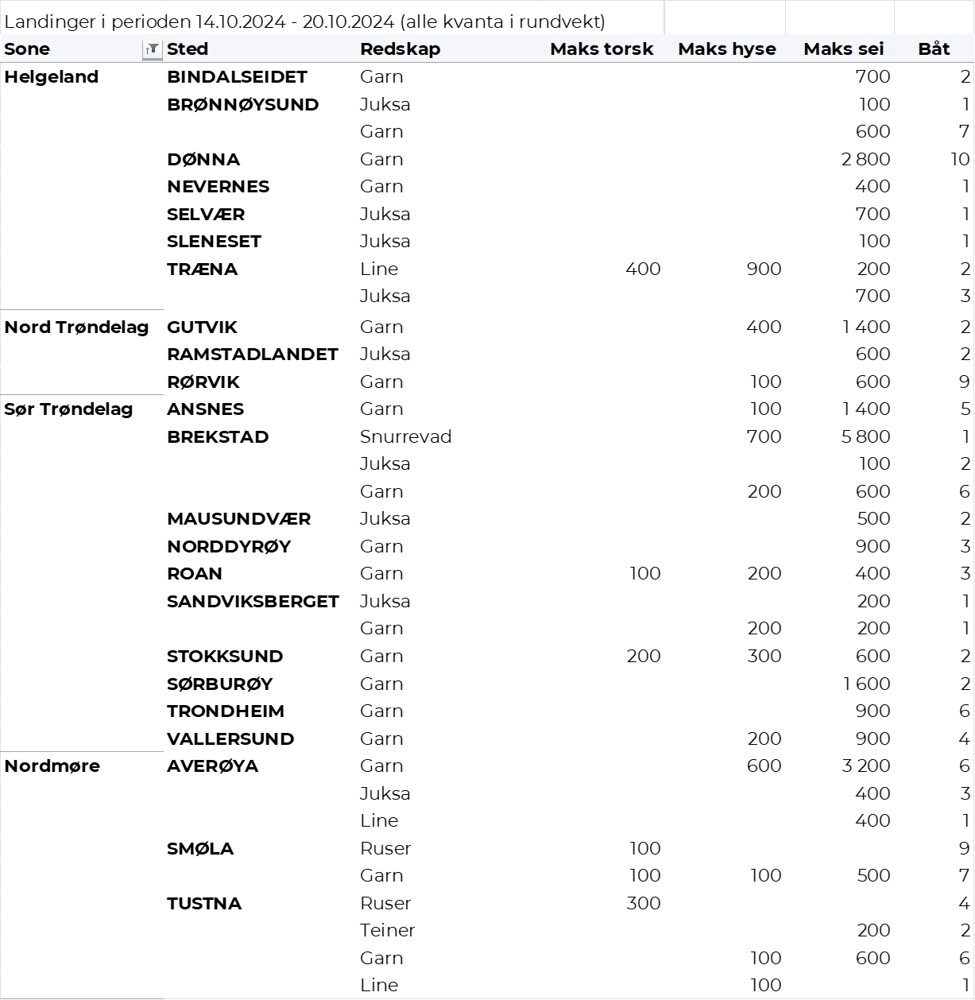 Landinger i perioden 14.10.2024 - 20.10.2024 (alle kvanta i rundvekt)
Sone Sted Redskap Maks torsk Maks hyse Maks sei Båt
Helgeland BINDALSEIDET Garn 700 2
BRØNNØYSUND Juksa 100 1
Garn 600 7
DØNNA Garn 2 800 10
NEVERNES Garn 400 1
SELVÆR Juksa 700 1
SLENESET Juksa 100 1
TRÆNA Line 400 900 200 2
Juksa 700 3
Nord Trøndelag GUTVIK Garn 400 1 400 2
RAMSTADLANDET Juksa 600 2
RØRVIK Garn 100 600 9
Sør Trøndelag ANSNES Garn 100 1 400 5
BREKSTAD Snurrevad 700 5 800 1
Juksa 100 2
Garn 200 600 6
MAUSUNDVÆR Juksa 500 2
NORDDYRØY Garn 900 3
ROAN Garn 100 200 400 3
SANDVIKSBERGET Juksa 200 1
Garn 200 200 1
STOKKSUND Garn 200 300 600 2
SØRBURØY Garn 1 600 2
TRONDHEIM Garn 900 6
VALLERSUND Garn 200 900 4
Nordmøre AVERØYA Garn 600 3 200 6
Juksa 400 3
Line 400 1
SMØLA Ruser 100 9
Garn 100 100 500 7
TUSTNA Ruser 300 4
Teiner 200 2
Garn 100 600 6
Line 100 1